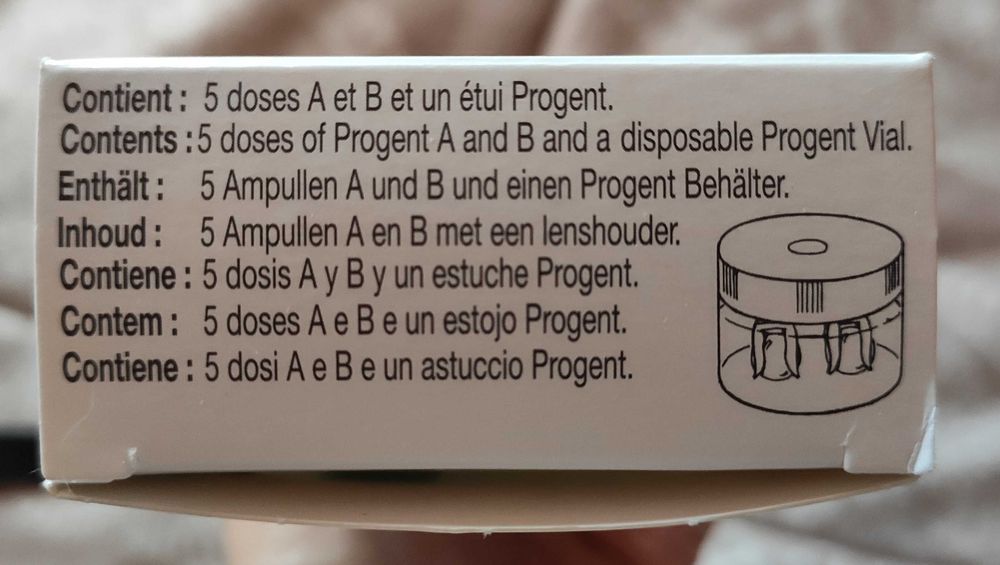 Contient : 5 doses A et B et un étui Progent.
Contents : 5 doses of Progent A and B and a disposable Progent Vial.
Enthält : 5 Ampullen A und B und einen Progent Behälter.
Inhoud : 5 Ampullen A en B met een lenshouder.
Contiene : 5 dosis A y B y un estuche Progent.
Contem : 5 doses A e B e un estojo Progent.
Contiene : 5 dosi A e B e un astuccio Progent.